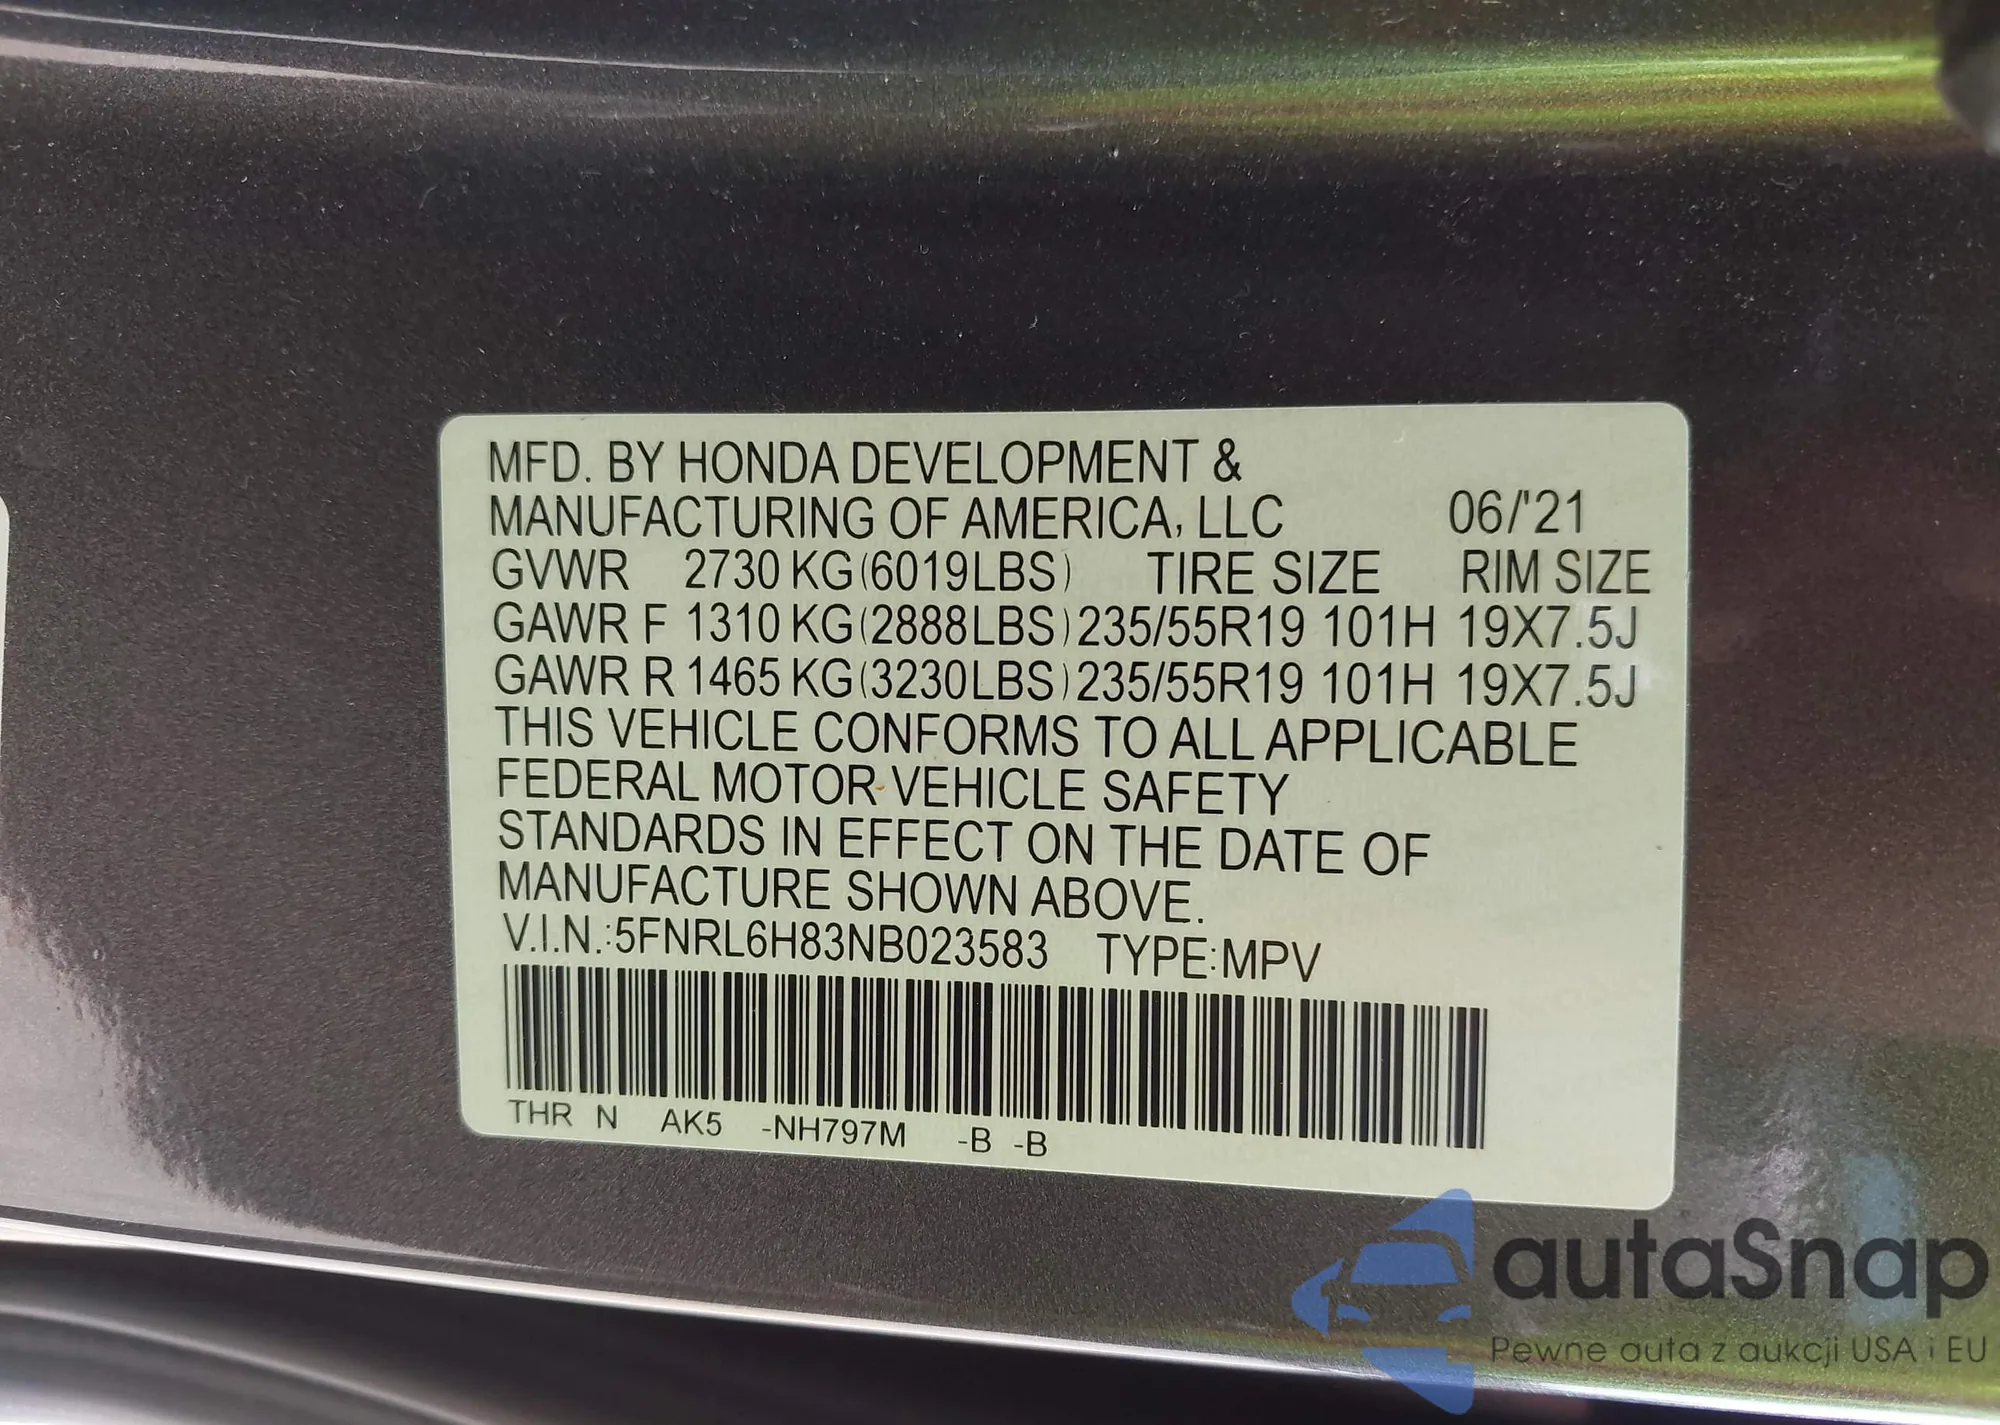 MFD. BY HONDA DEVELOPMENT &
MANUFACTURING OF AMERICA, LLC 06/'21
GVWR 2730 KG(6019LBS) TIRE SIZE RIM SIZE
GAWR F 1310 KG(2888LBS) 235/55R19 101H 19X7.5J
GAWR R 1465 KG(3230LBS) 235/55R19 101H 19X7.5J
THIS VEHICLE CONFORMS TO ALL APPLICABLE
FEDERAL MOTOR VEHICLE SAFETY
STANDARDS IN EFFECT ON THE DATE OF
MANUFACTURE SHOWN ABOVE.
V.I.N.:5FNRL6H83NB023583 TYPE:MPV
THR N AK5 -NH797M -B -B
autaSnap
Pewne auta z aukcji USA i EU